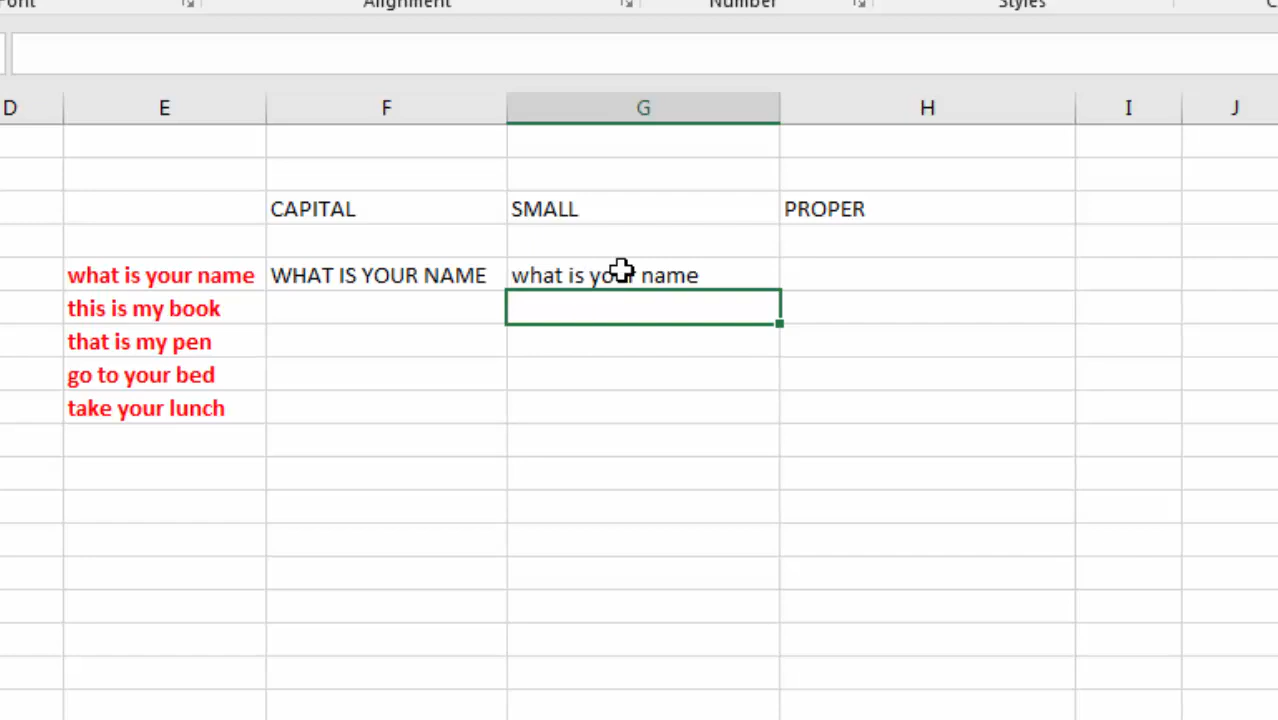 Font Alignment Number Styles
D E F G H I J
CAPITAL SMALL PROPER
what is your name WHAT IS YOUR NAME what is your name
this is my book
that is my pen
go to your bed
take your lunch